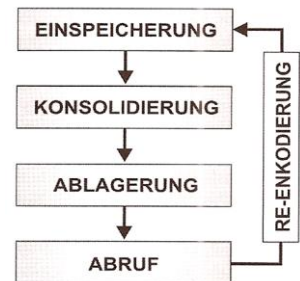 EINSPEICHERUNG
KONSOLIDIERUNG
ABLAGERUNG
ABRUF
RE-ENKODIERUNG